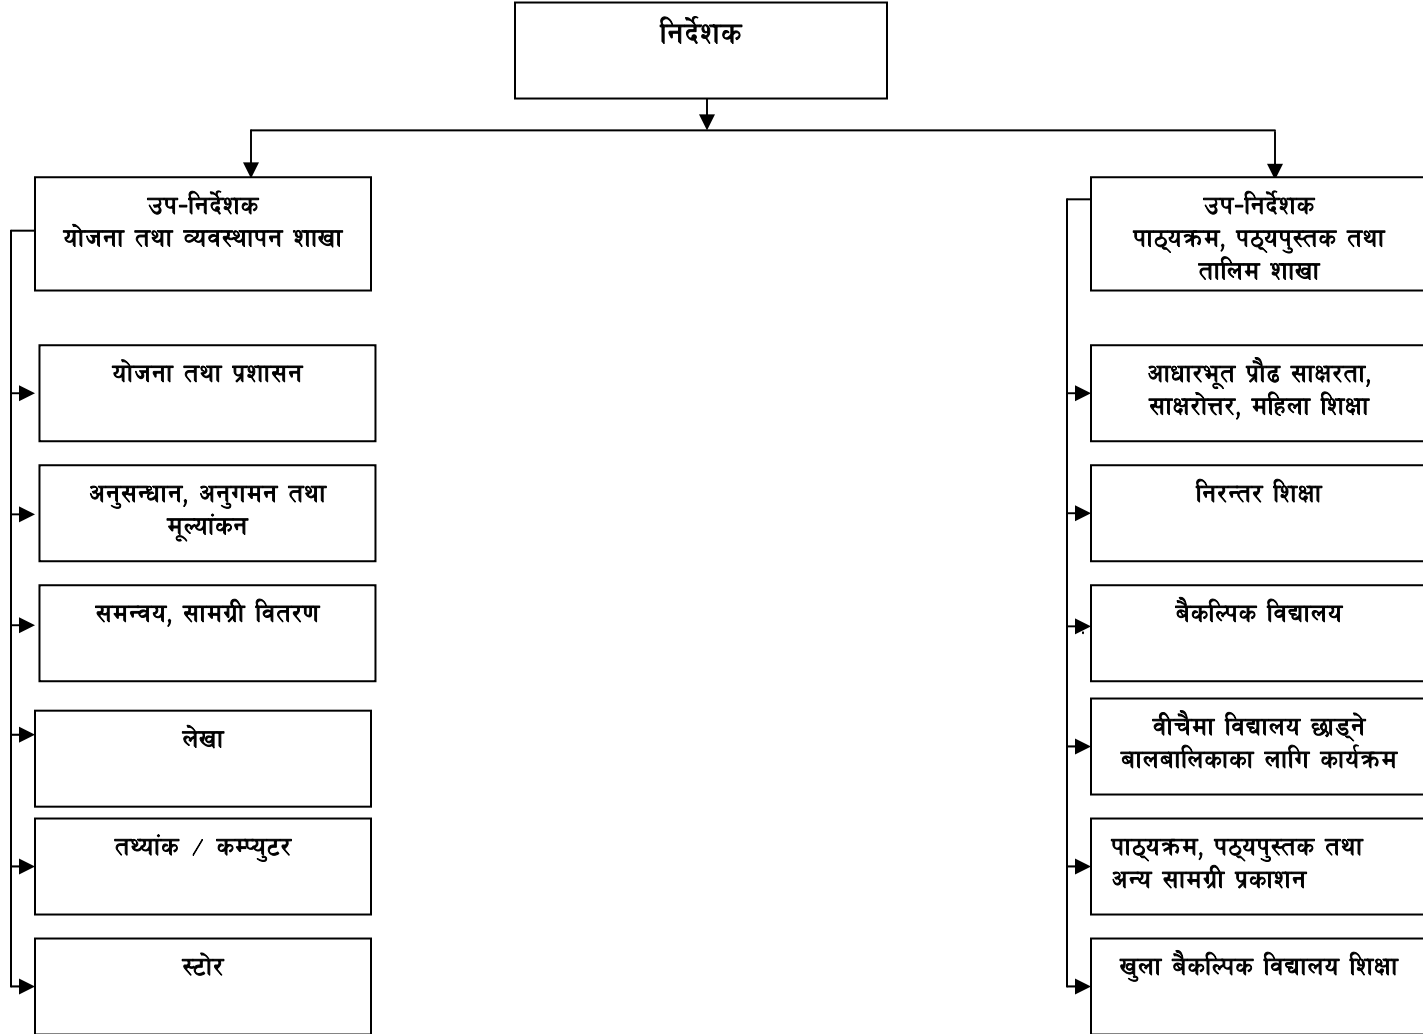 निर्देशक
उप-निर्देशक
योजना तथा व्यवस्थापन शाखा
योजना तथा प्रशासन
अनुसन्धान, अनुगमन तथा
मूल्यांकन
समन्वय, सामग्री वितरण
लेखा
तथ्यांक / कम्प्युटर
स्टोर
उप-निर्देशक
पाठ्यक्रम, पठ्यपुस्तक तथा
तालिम शाखा
आधारभूत प्रौढ साक्षरता,
साक्षरोत्तर, महिला शिक्षा
निरन्तर शिक्षा
बैकल्पिक विद्यालय
वीचैमा विद्यालय छाड्ने
बालबालिकाका लागि कार्यक्रम
पाठ्यक्रम, पठ्यपुस्तक तथा
अन्य सामग्री प्रकाशन
खुला बैकल्पिक विद्यालय शिक्षा